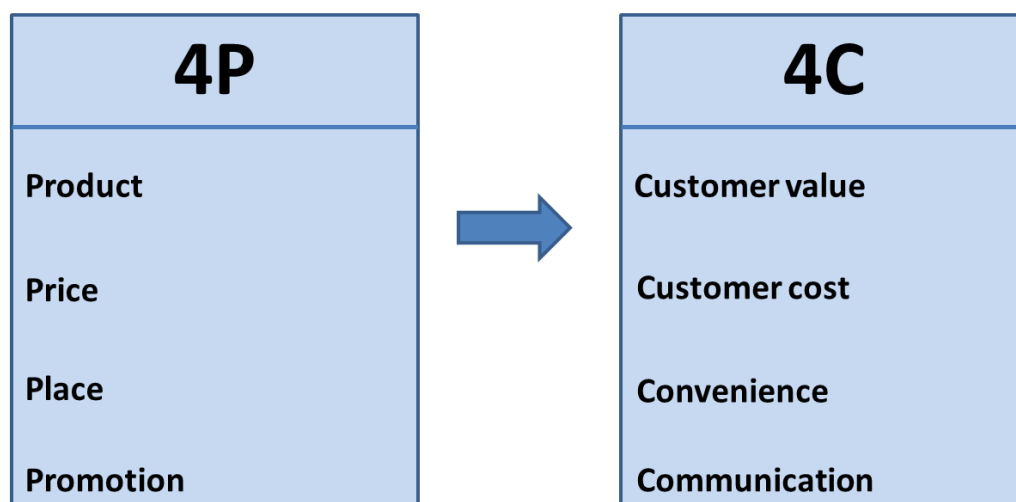 4P
Product
Price
Place
Promotion
4C
Customer value
Customer cost
Convenience
Communication